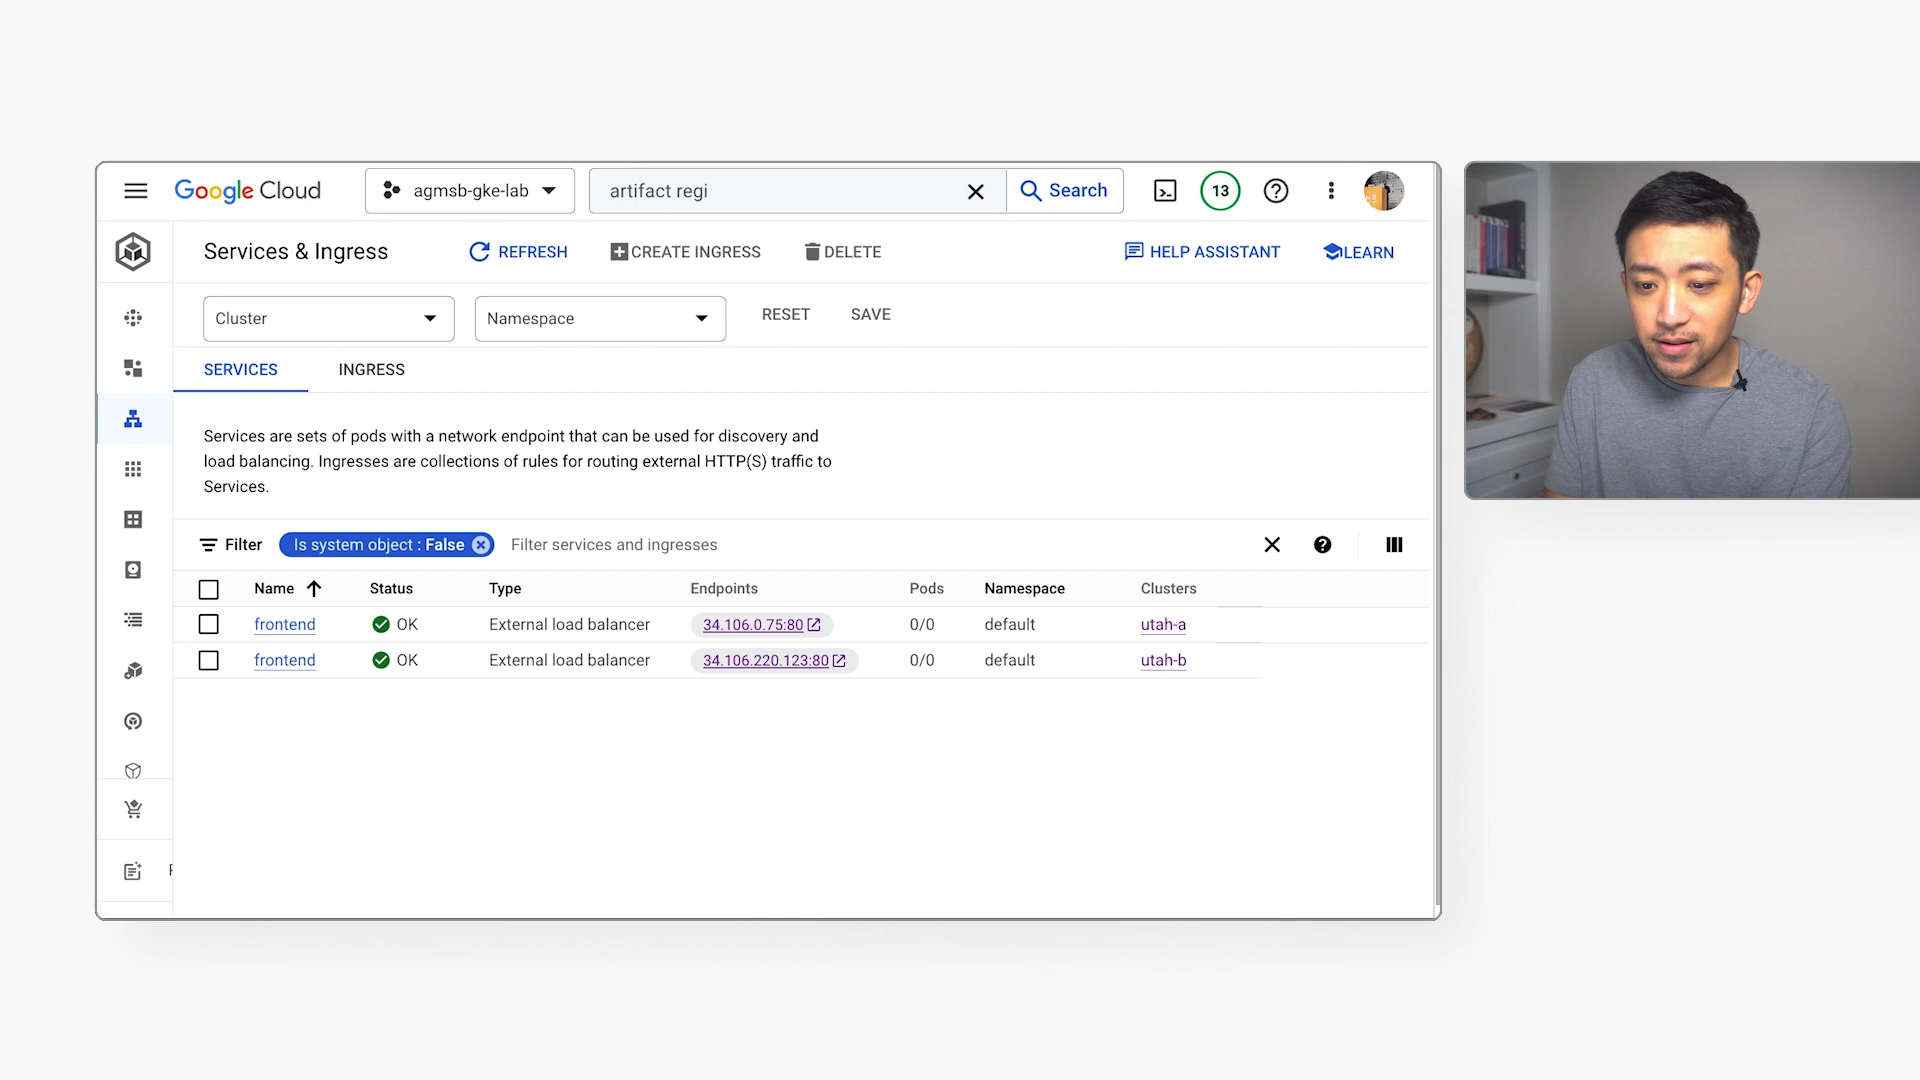 Google Cloud
agmsb-gke-lab
artifact regi
Search
13
Services & Ingress
REFRESH
CREATE INGRESS
DELETE
HELP ASSISTANT
LEARN
Cluster
Namespace
RESET
SAVE
SERVICES
INGRESS
Services are sets of pods with a network endpoint that can be used for discovery and
load balancing. Ingresses are collections of rules for routing external HTTP(S) traffic to
Services.
Filter
Is system object : False
Filter services and ingresses
Name Status Type Endpoints Pods Namespace Clusters
frontend OK External load balancer 34.106.0.75:80 0/0 default utah-a
frontend OK External load balancer 34.106.220.123:80 0/0 default utah-b